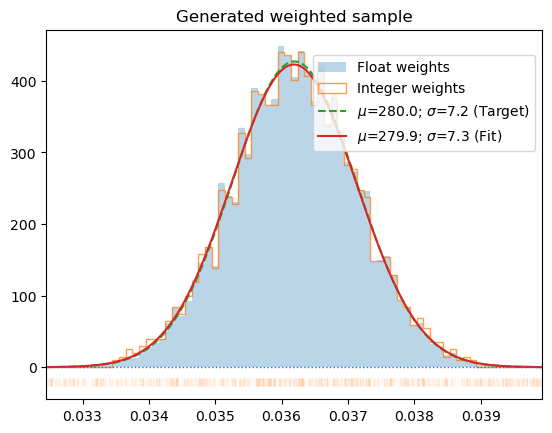 Generated weighted sample
Float weights
Integer weights
μ=280.0; σ=7.2 (Target)
μ=279.9; σ=7.3 (Fit)
400
300
200
100
0
0.033 0.034 0.035 0.036 0.037 0.038 0.039